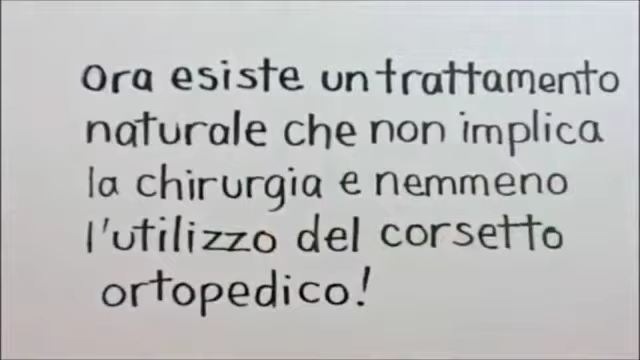 Ora esiste un trattamento
naturale che non implica
la chirurgia e nemmeno
l'utilizzo del corsetto
ortopedico!